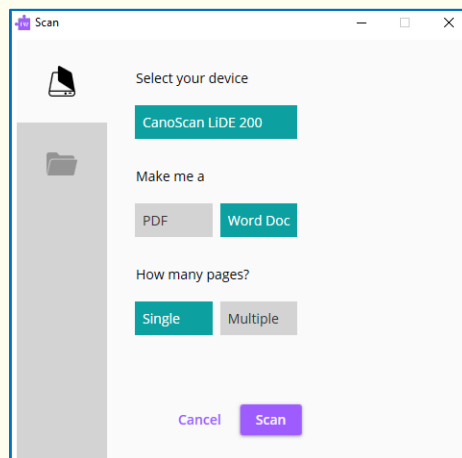 rw Scan
Select your device
CanoScan LiDE 200
Make me a
PDF Word Doc
How many pages?
Single Multiple
Cancel Scan